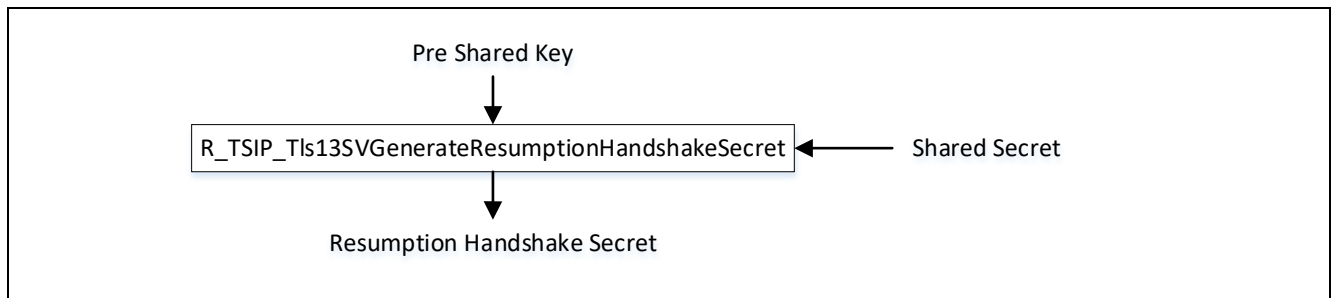 Pre Shared Key
R_TSIP_Tls13SVGenerateResumptionHandshakeSecret
Shared Secret
Resumption Handshake Secret